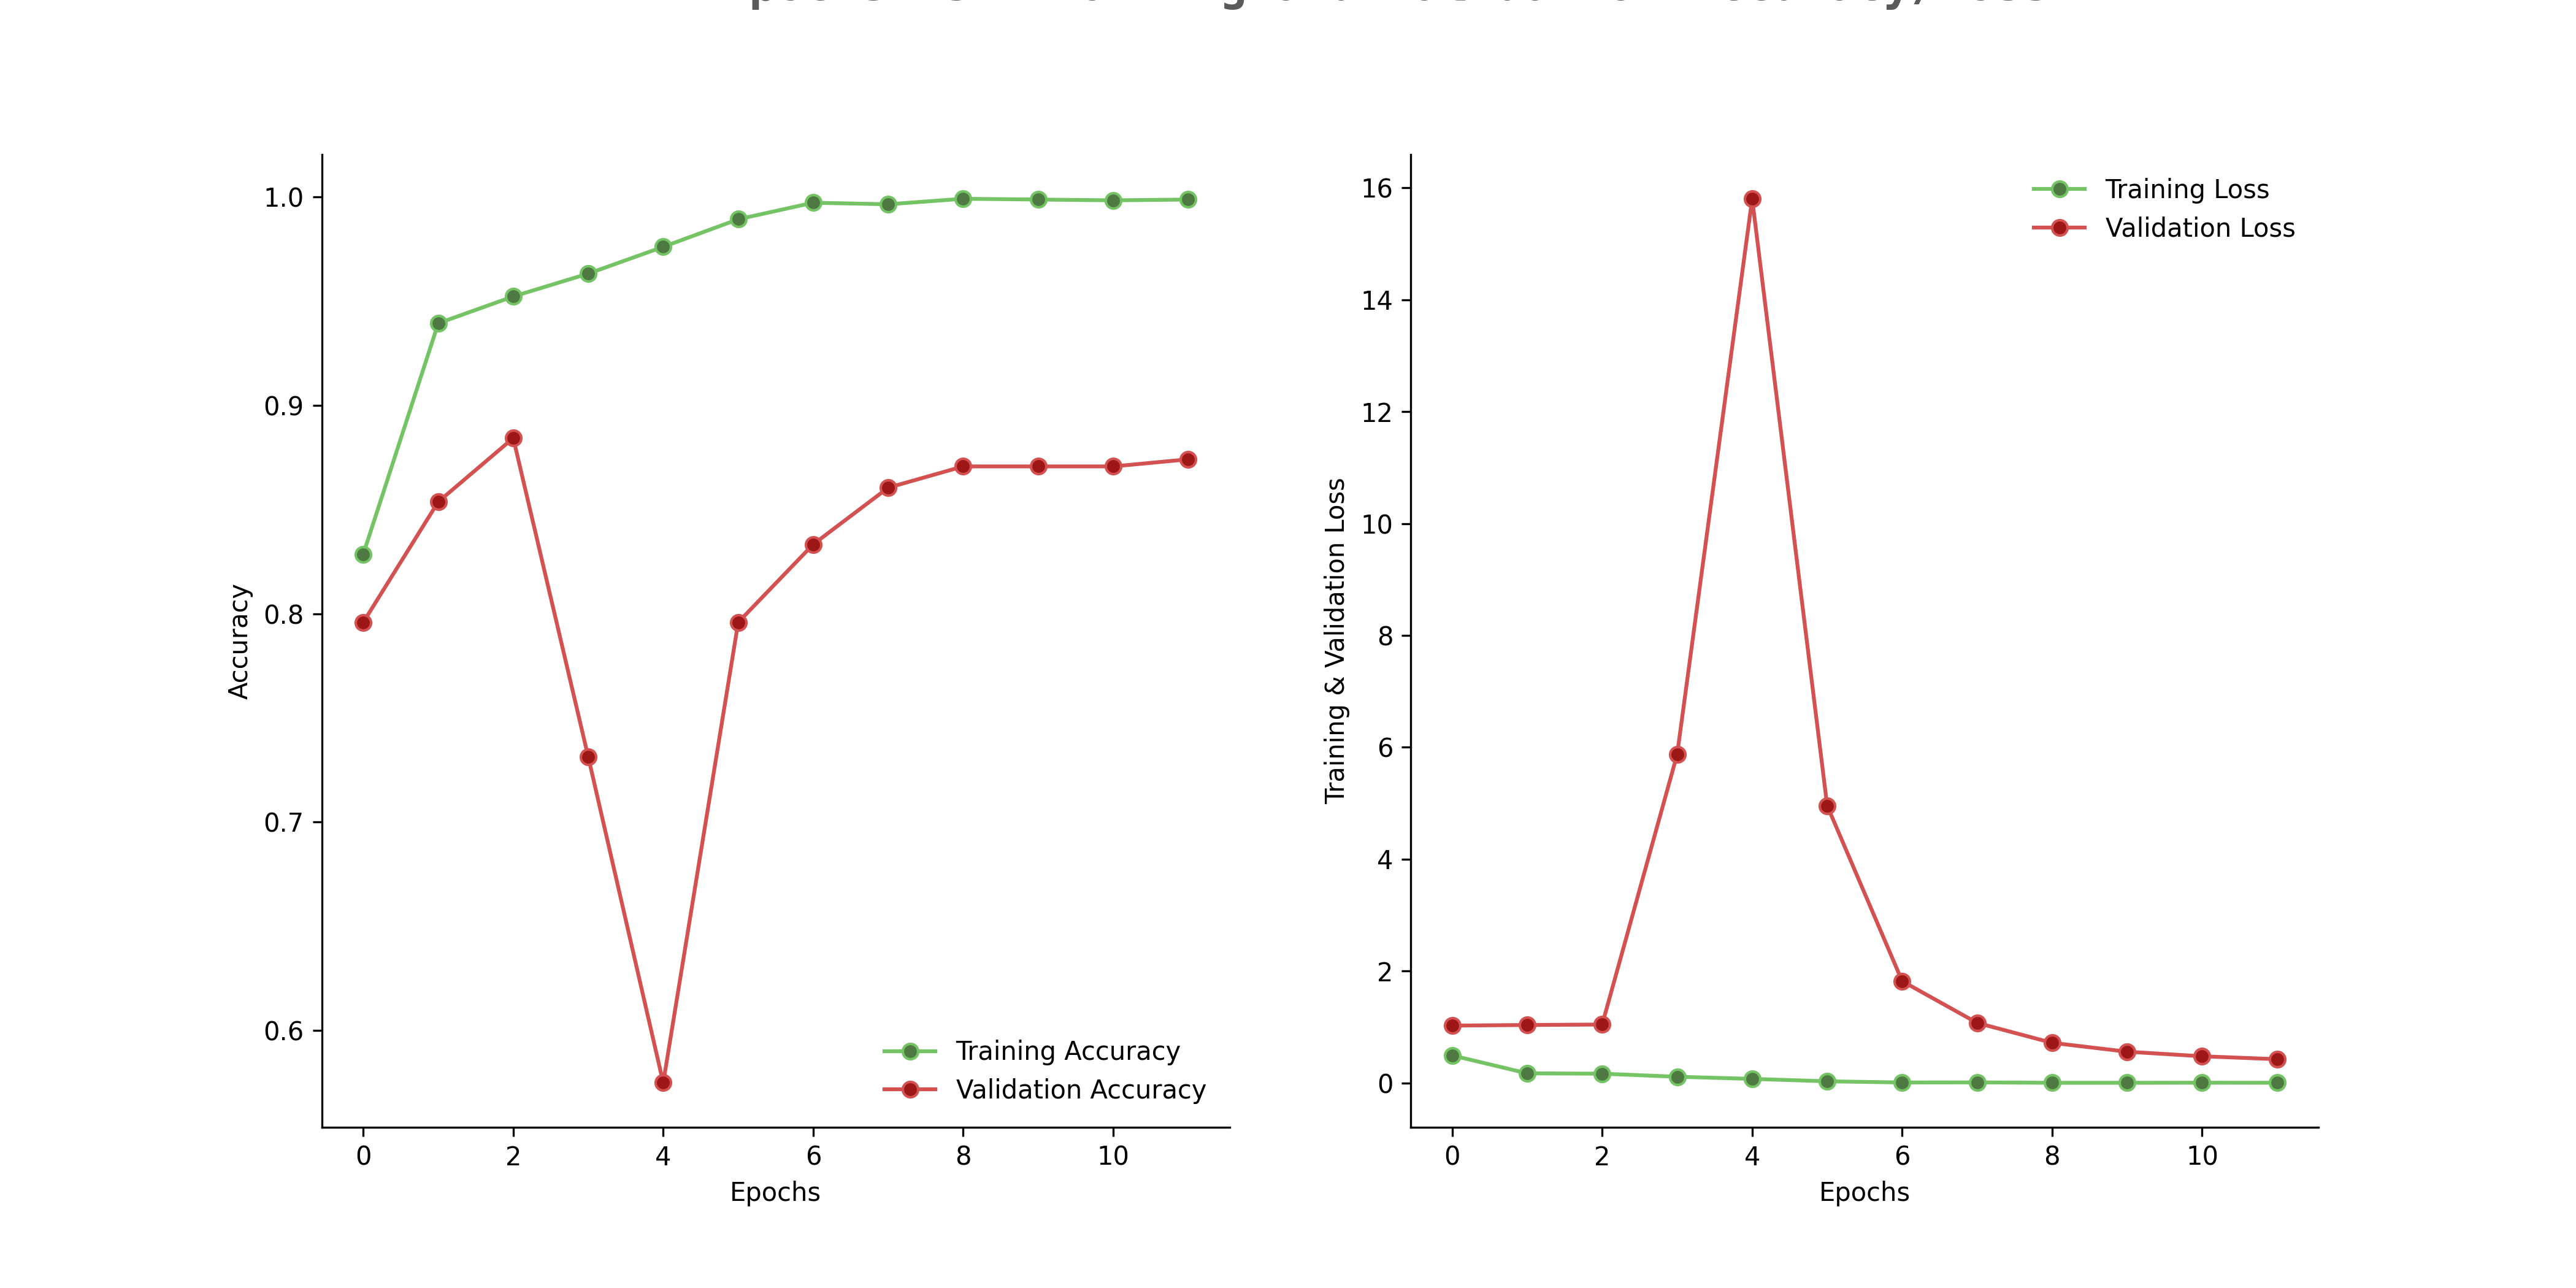 1.0
0.9
0.8
0.7
0.6
Accuracy
0 2 4 6 8 10
Epochs
Training Accuracy
Validation Accuracy
16
14
12
10
8
6
4
2
0
Training & Validation Loss
0 2 4 6 8 10
Epochs
Training Loss
Validation Loss